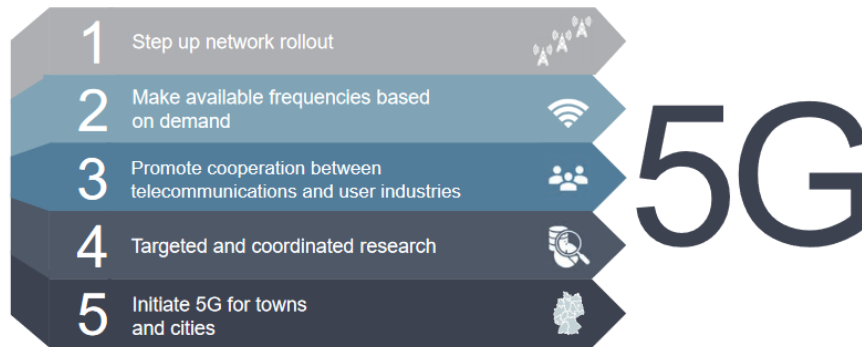 1
Step up network rollout
2
Make available frequencies based
on demand
3
Promote cooperation between
telecommunications and user industries
4
Targeted and coordinated research
5
Initiate 5G for towns
and cities
5G